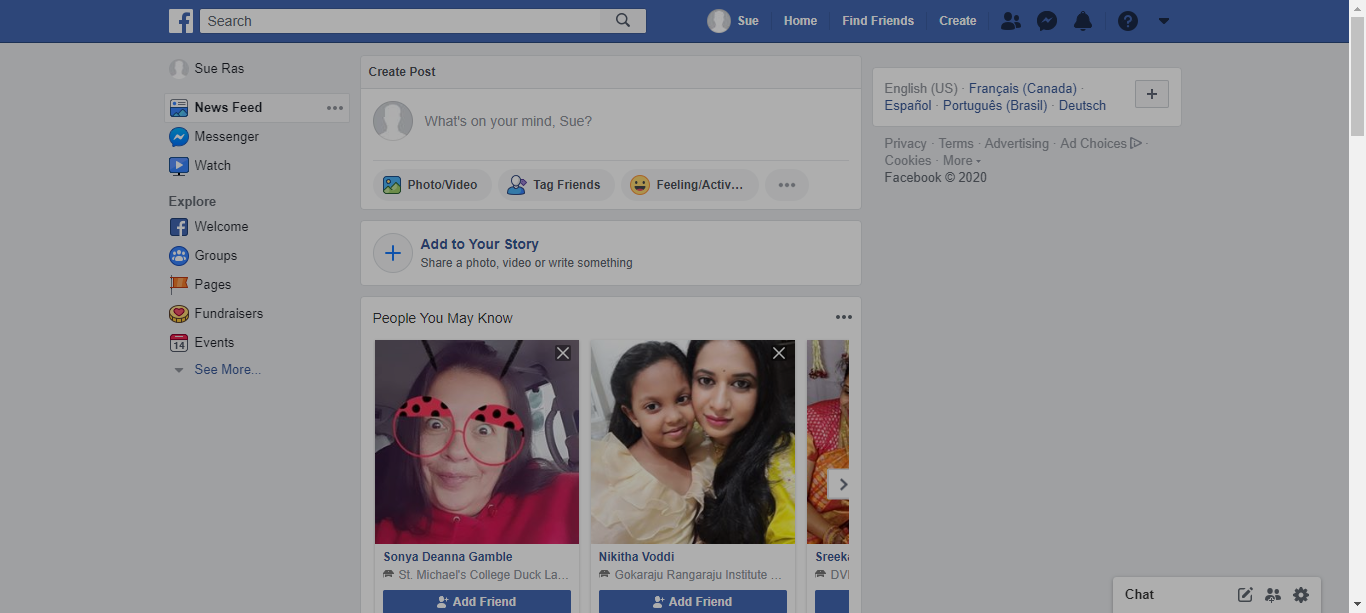 Search
Sue
Home
Find Friends
Create
Sue Ras
News Feed
Messenger
Watch
Explore
Welcome
Groups
Pages
Fundraisers
14
Events
See More...
Create Post
What's on your mind, Sue?
Photo/Video
Tag Friends
Feeling/Activ...
Add to Your Story
Share a photo, video or write something
People You May Know
Sonya Deanna Gamble
St. Michael's College Duck La...
Add Friend
Nikitha Voddi
Gokaraju Rangaraju Institute ...
Add Friend
English (US) · Français (Canada) ·
Español · Português (Brasil) · Deutsch
Privacy · Terms · Advertising · Ad Choices ·
Cookies · More
Facebook © 2020
Chat